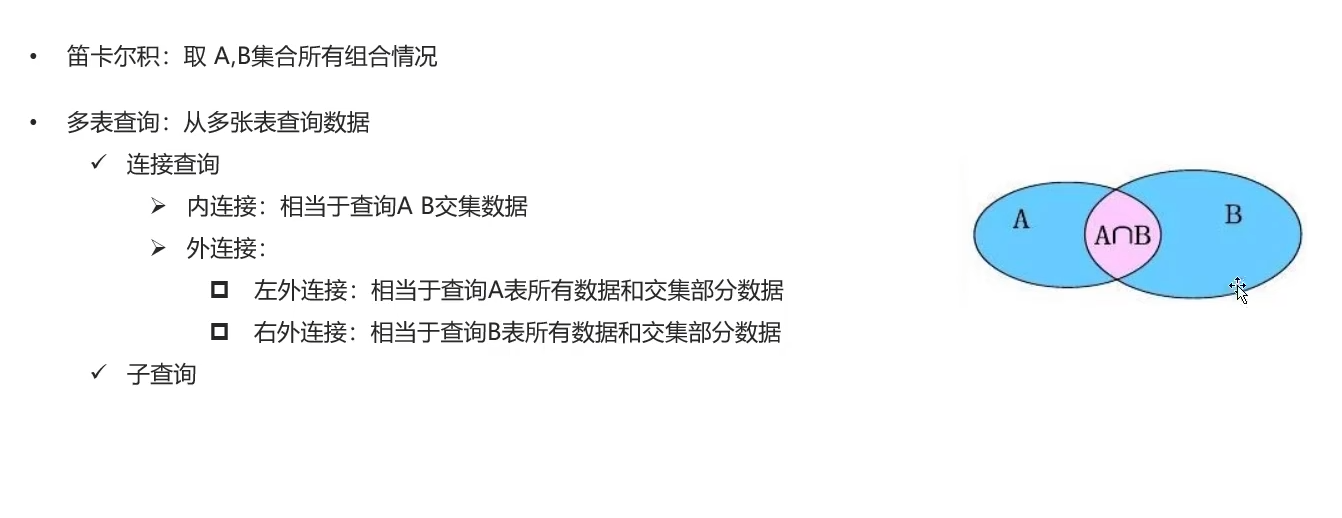 • 笛卡尔积：取 A,B集合所有组合情况
• 多表查询：从多张表查询数据
✓ 连接查询
➢ 内连接：相当于查询A B交集数据
➢ 外连接：
左外连接：相当于查询A表所有数据和交集部分数据
右外连接：相当于查询B表所有数据和交集部分数据
✓ 子查询
A
A∩B
B